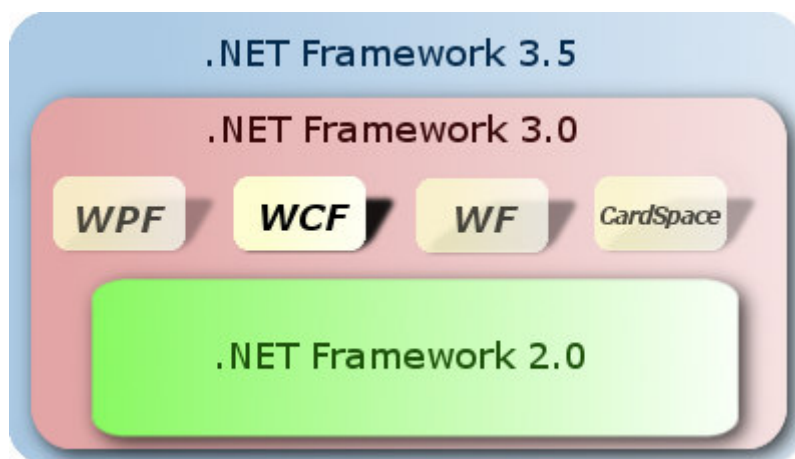 .NET Framework 3.5
.NET Framework 3.0
WPF WCF WF CardSpace
.NET Framework 2.0